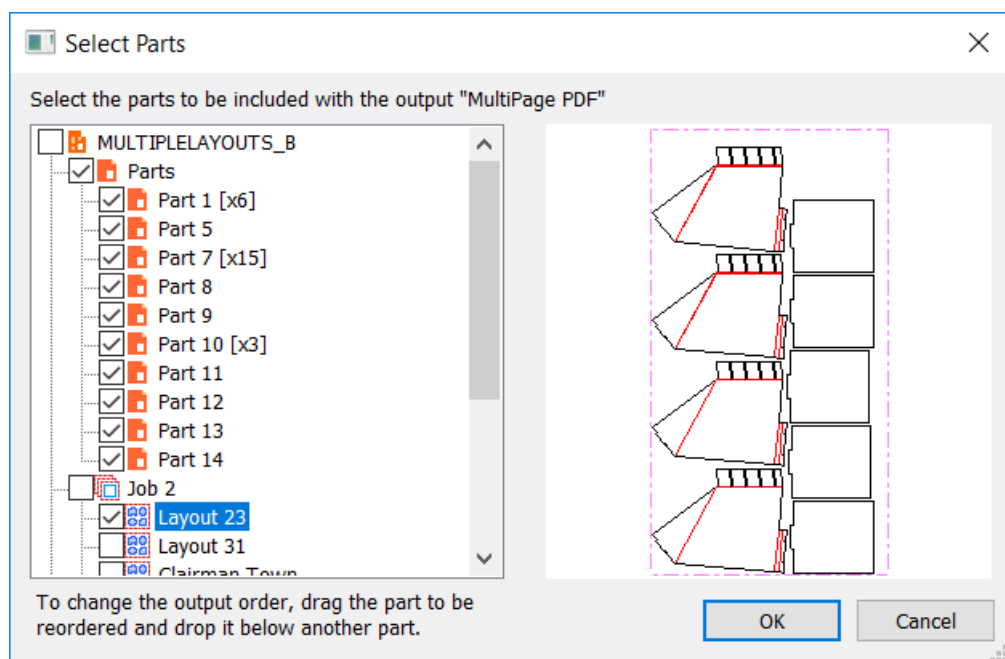 Select Parts
Select the parts to be included with the output "MultiPage PDF"
MULTIPLELAYOUTS_B
Parts
Part 1 [x6]
Part 5
Part 7 [x15]
Part 8
Part 9
Part 10 [x3]
Part 11
Part 12
Part 13
Part 14
Job 2
Layout 23
Layout 31
Clairman Town
To change the output order, drag the part to be
reordered and drop it below another part.
OK
Cancel